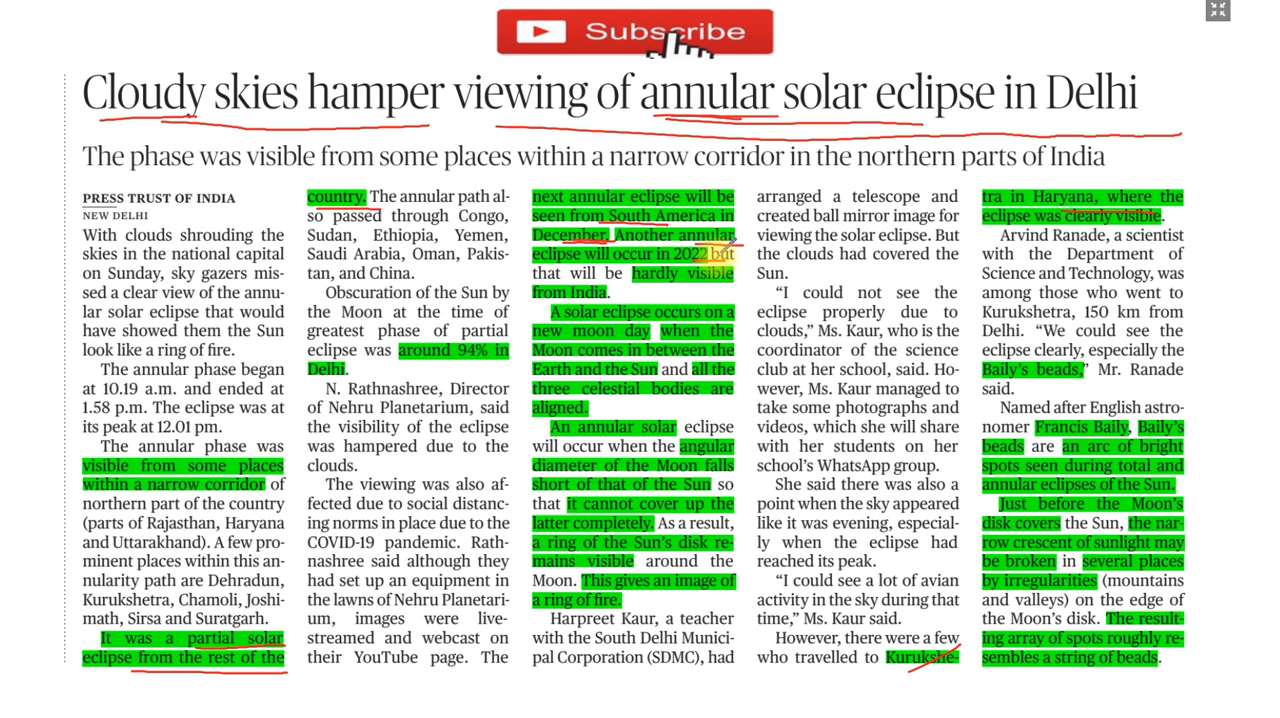 Subscribe
Cloudy skies hamper viewing of annular solar eclipse in Delhi
The phase was visible from some places within a narrow corridor in the northern parts of India
PRESS TRUST OF INDIA
NEW DELHI
With clouds shrouding the
skies in the national capital
on Sunday, sky gazers mis-
sed a clear view of the annu-
lar solar eclipse that would
have showed them the Sun
look like a ring of fire.
The annular phase began
at 10.19 a.m. and ended at
1.58 p.m. The eclipse was at
its peak at 12.01 pm.
The annular phase was
visible from some places
within a narrow corridor of
northern part of the country
(parts of Rajasthan, Haryana
and Uttarakhand). A few pro-
minent places within this an-
nularity path are Dehradun,
Kurukshetra, Chamoli, Joshi-
math, Sirsa and Suratgarh.
It was a partial solar
eclipse from the rest of the
country. The annular path al-
so passed through Congo,
Sudan, Ethiopia, Yemen,
Saudi Arabia, Oman, Pakis-
tan, and China.
Obscuration of the Sun by
the Moon at the time of
greatest phase of partial
eclipse was around 94% in
Delhi.
N. Rathnashree, Director
of Nehru Planetarium, said
the visibility of the eclipse
was hampered due to the
clouds.
The viewing was also af-
fected due to social distanc-
ing norms in place due to the
COVID-19 pandemic. Rath-
nashree said although they
had set up an equipment in
the lawns of Nehru Planetari-
um, images were live-
streamed and webcast on
their YouTube page. The
next annular eclipse will be
seen from South America in
December. Another annular
eclipse will occur in 2022 but
that will be hardly visible
from India.
A solar eclipse occurs on a
new moon day when the
Moon comes in between the
Earth and the Sun and all the
three celestial bodies are
aligned.
An annular solar eclipse
will occur when the angular
diameter of the Moon falls
short of that of the Sun so
that it cannot cover up the
latter completely. As a result,
a ring of the Sun's disk re-
mains visible around the
Moon. This gives an image of
a ring of fire.
Harpreet Kaur, a teacher
with the South Delhi Munici-
pal Corporation (SDMC), had
arranged a telescope and
created ball mirror image for
viewing the solar eclipse. But
the clouds had covered the
Sun.
“I could not see the
eclipse properly due to
clouds,” Ms. Kaur, who is the
coordinator of the science
club at her school, said. Ho-
wever, Ms. Kaur managed to
take some photographs and
videos, which she will share
with her students on her
school's WhatsApp group.
She said there was also a
point when the sky appeared
like it was evening, especial-
ly when the eclipse had
reached its peak.
“I could see a lot of avian
activity in the sky during that
time,” Ms. Kaur said.
However, there were a few
who travelled to Kurukshe-
tra in Haryana, where the
eclipse was clearly visible.
Arvind Ranade, a scientist
with the Department of
Science and Technology, was
among those who went to
Kurukshetra, 150 km from
Delhi. “We could see the
eclipse clearly, especially the
Baily's beads,” Mr. Ranade
said.
Named after English astro-
nomer Francis Baily, Baily's
beads are an arc of bright
spots seen during total and
annular eclipses of the Sun.
Just before the Moon's
disk covers the Sun, the nar-
row crescent of sunlight may
be broken in several places
by irregularities (mountains
and valleys) on the edge of
the Moon's disk. The result-
ing array of spots roughly re-
sembles a string of beads.